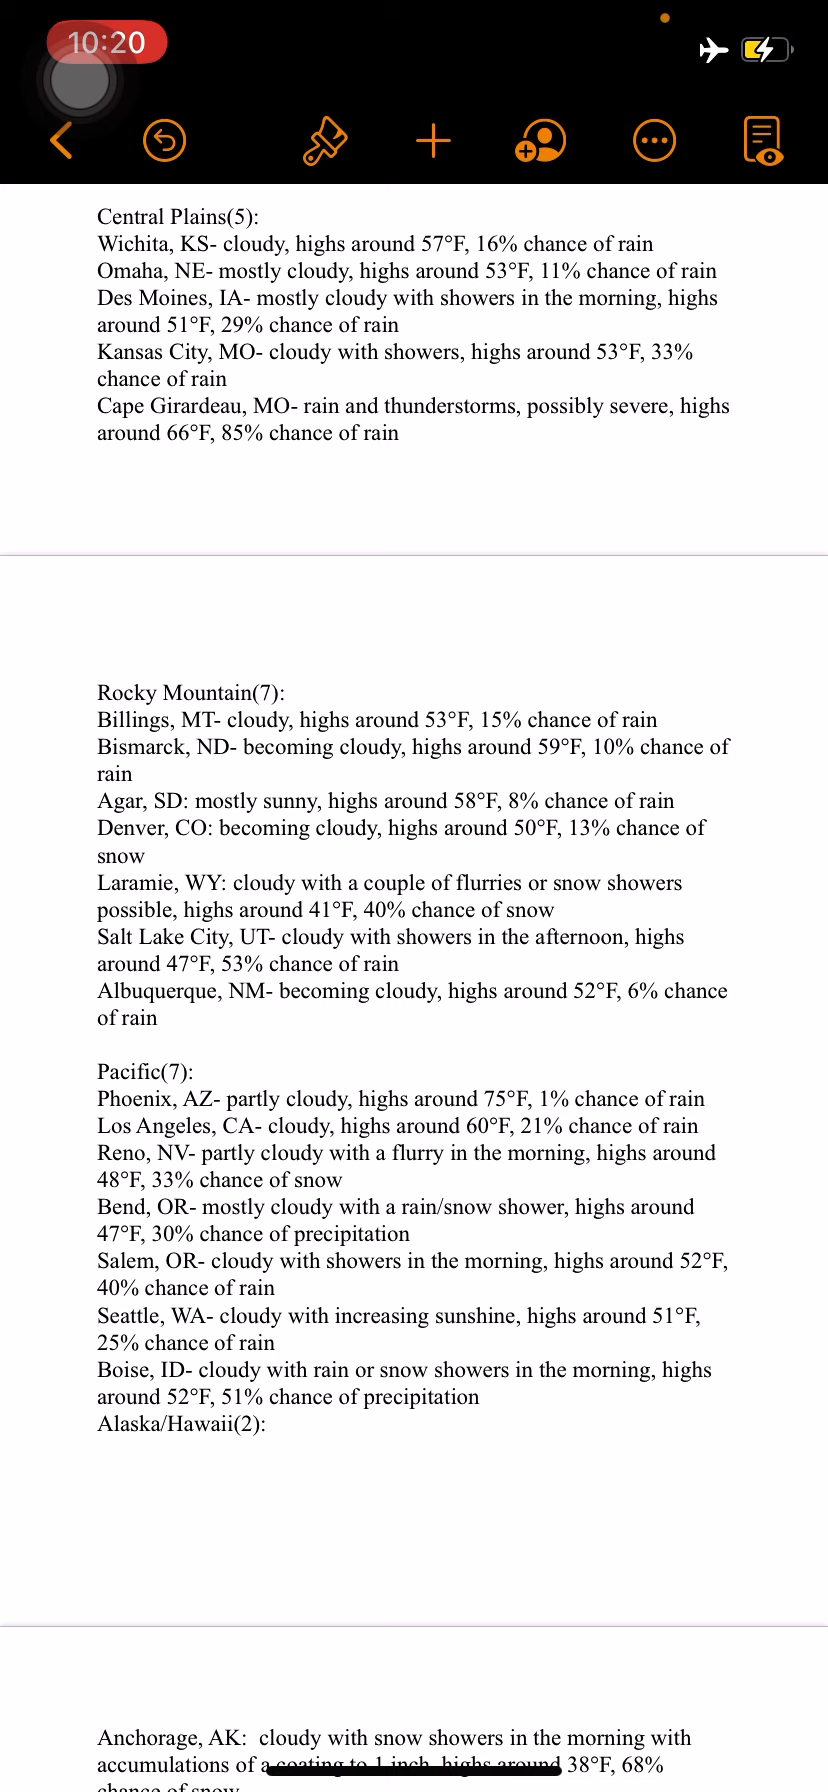 10:20
Central Plains(5):
Wichita, KS- cloudy, highs around 57°F, 16% chance of rain
Omaha, NE- mostly cloudy, highs around 53°F, 11% chance of rain
Des Moines, IA- mostly cloudy with showers in the morning, highs
around 51°F, 29% chance of rain
Kansas City, MO- cloudy with showers, highs around 53°F, 33%
chance of rain
Cape Girardeau, MO- rain and thunderstorms, possibly severe, highs
around 66°F, 85% chance of rain
Rocky Mountain(7):
Billings, MT- cloudy, highs around 53°F, 15% chance of rain
Bismarck, ND- becoming cloudy, highs around 59°F, 10% chance of
rain
Agar, SD: mostly sunny, highs around 58°F, 8% chance of rain
Denver, CO: becoming cloudy, highs around 50°F, 13% chance of
snow
Laramie, WY: cloudy with a couple of flurries or snow showers
possible, highs around 41°F, 40% chance of snow
Salt Lake City, UT- cloudy with showers in the afternoon, highs
around 47°F, 53% chance of rain
Albuquerque, NM- becoming cloudy, highs around 52°F, 6% chance
of rain
Pacific(7):
Phoenix, AZ- partly cloudy, highs around 75°F, 1% chance of rain
Los Angeles, CA- cloudy, highs around 60°F, 21% chance of rain
Reno, NV- partly cloudy with a flurry in the morning, highs around
48°F, 33% chance of snow
Bend, OR- mostly cloudy with a rain/snow shower, highs around
47°F, 30% chance of precipitation
Salem, OR- cloudy with showers in the morning, highs around 52°F,
40% chance of rain
Seattle, WA- cloudy with increasing sunshine, highs around 51°F,
25% chance of rain
Boise, ID- cloudy with rain or snow showers in the morning, highs
around 52°F, 51% chance of precipitation
Alaska/Hawaii(2):
Anchorage, AK:  cloudy with snow showers in the morning with
accumulations of a coating to 1 inch, highs around 38°F, 68%
chance of snow